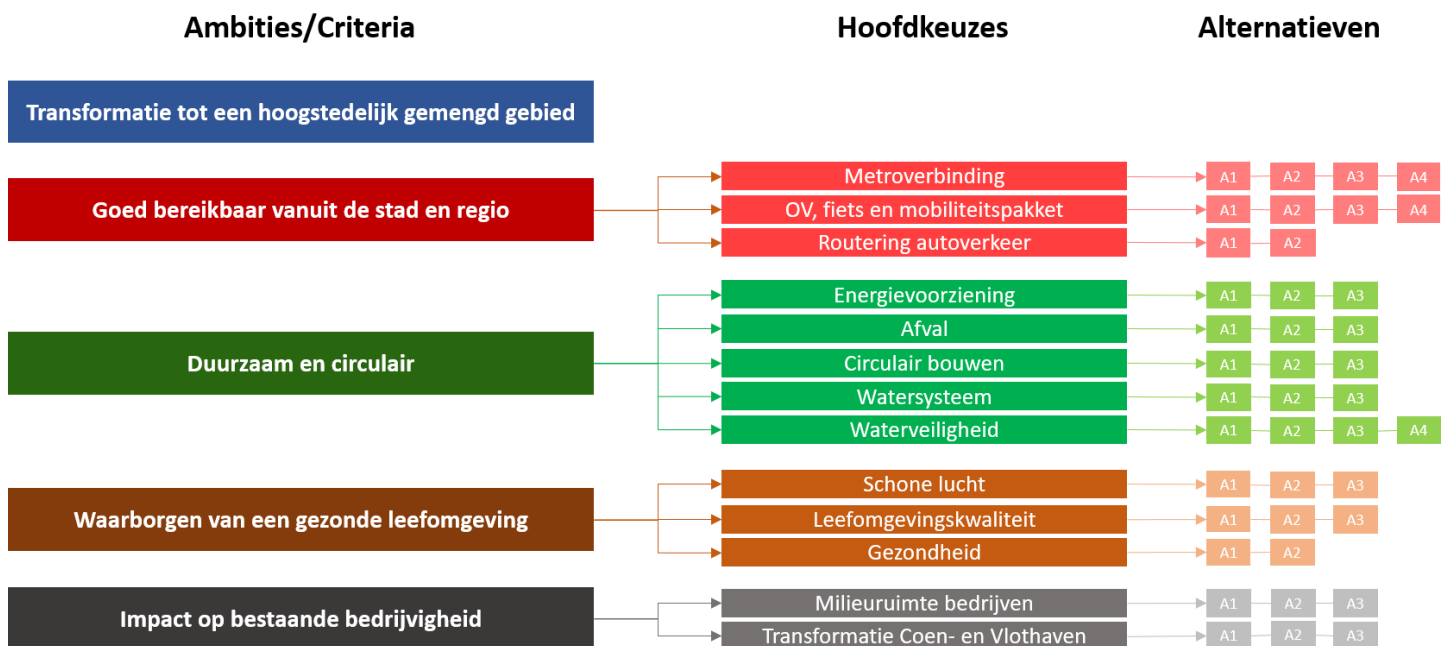 Ambities/Criteria Hoofdkeuzes Alternatieven
Transformatie tot een hoogstedelijk gemengd gebied
Goed bereikbaar vanuit de stad en regio
Metroverbinding A1 A2 A3 A4
OV, fiets en mobiliteitspakket A1 A2 A3 A4
Routering autoverkeer A1 A2
Duurzaam en circulair
Energievoorziening A1 A2 A3
Afval A1 A2 A3
Circulair bouwen A1 A2 A3
Watersysteem A1 A2 A3
Waterveiligheid A1 A2 A3 A4
Waarborgen van een gezonde leefomgeving
Schone lucht A1 A2 A3
Leefomgevingskwaliteit A1 A2 A3
Gezondheid A1 A2
Impact op bestaande bedrijvigheid
Milieuruimte bedrijven A1 A2 A3
Transformatie Coen- en Vlothaven A1 A2 A3